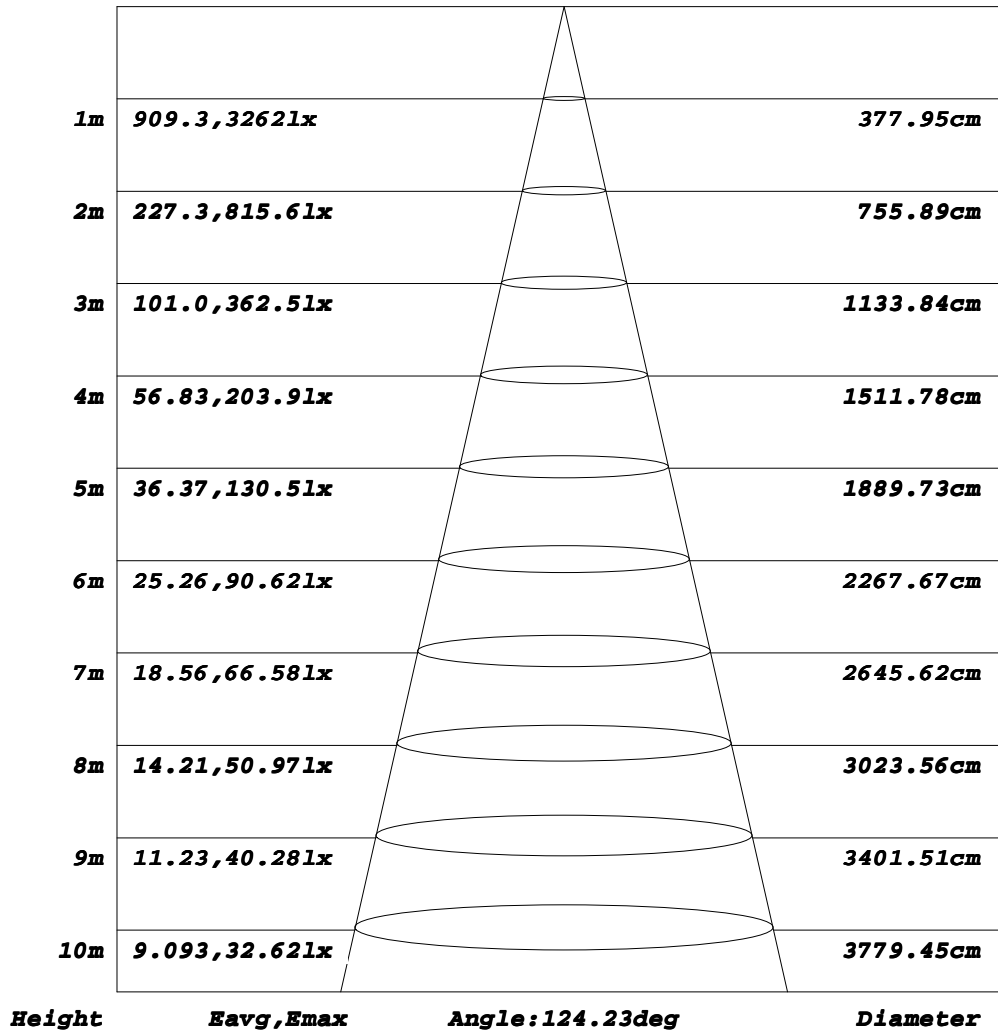 1m 909.3,3262lx 377.95cm
2m 227.3,815.6lx 755.89cm
3m 101.0,362.5lx 1133.84cm
4m 56.83,203.9lx 1511.78cm
5m 36.37,130.5lx 1889.73cm
6m 25.26,90.62lx 2267.67cm
7m 18.56,66.58lx 2645.62cm
8m 14.21,50.97lx 3023.56cm
9m 11.23,40.28lx 3401.51cm
10m 9.093,32.62lx 3779.45cm
Height Eavg,Emax Angle:124.23deg Diameter